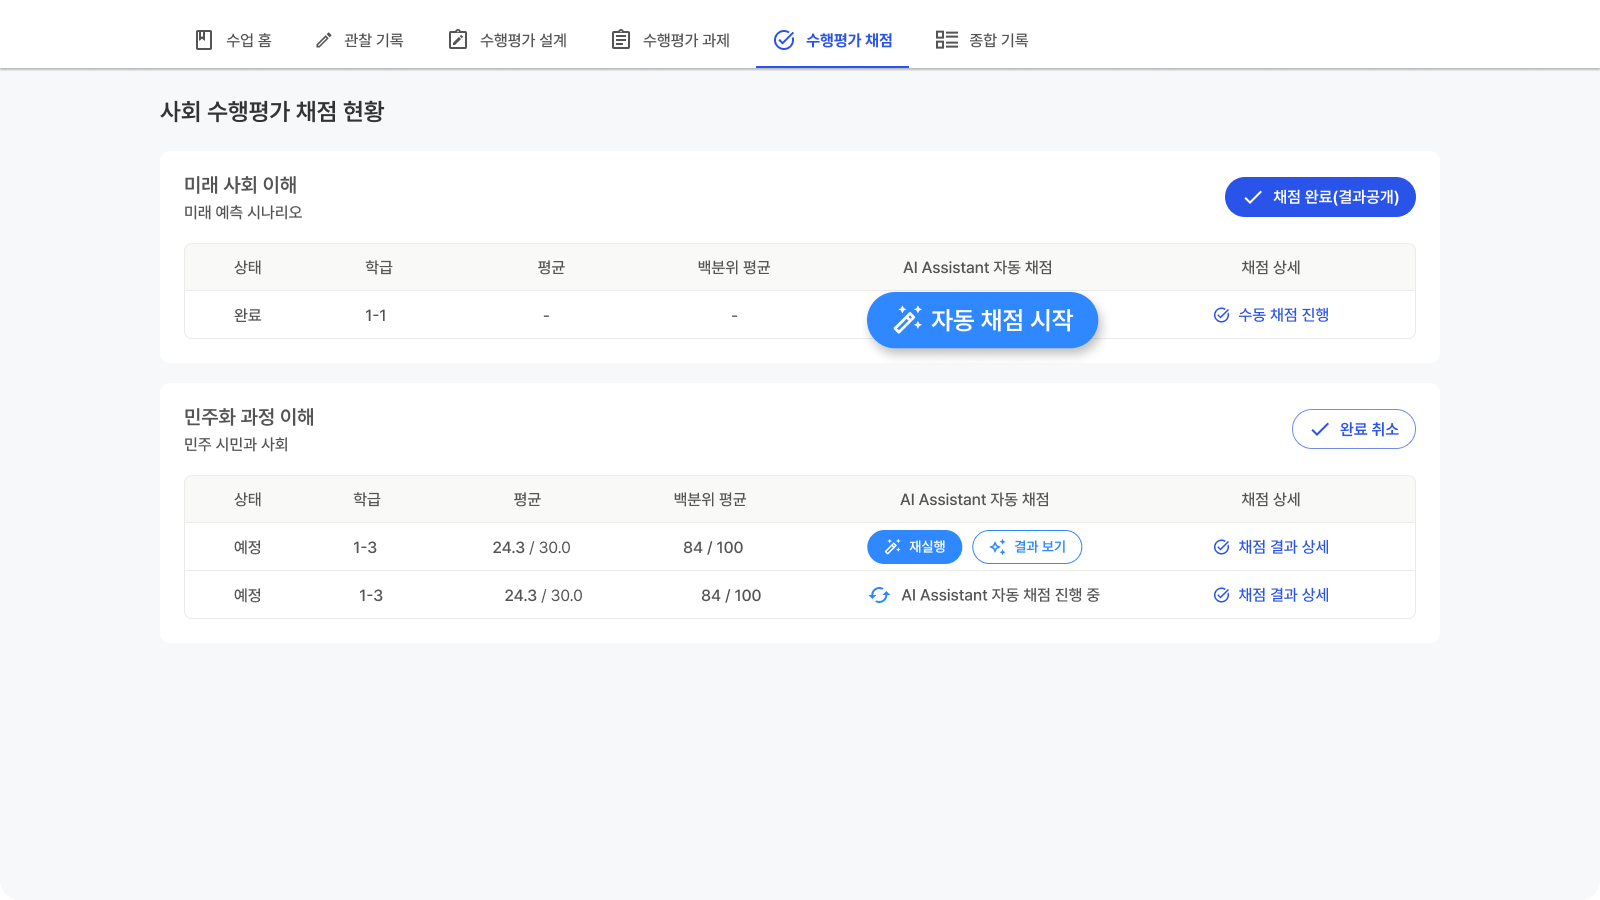 수업 홈 관찰 기록 수행평가 설계 수행평가 과제 수행평가 채점 종합 기록
사회 수행평가 채점 현황
미래 사회 이해
미래 예측 시나리오
채점 완료(결과공개)
상태 학급 평균 백분위 평균 AI Assistant 자동 채점 채점 상세
완료 1-1 - - 자동 채점 시작 수동 채점 진행
민주화 과정 이해
민주 시민과 사회
완료 취소
상태 학급 평균 백분위 평균 AI Assistant 자동 채점 채점 상세
예정 1-3 24.3 / 30.0 84 / 100 재실행 결과 보기 채점 결과 상세
예정 1-3 24.3 / 30.0 84 / 100 AI Assistant 자동 채점 진행 중 채점 결과 상세